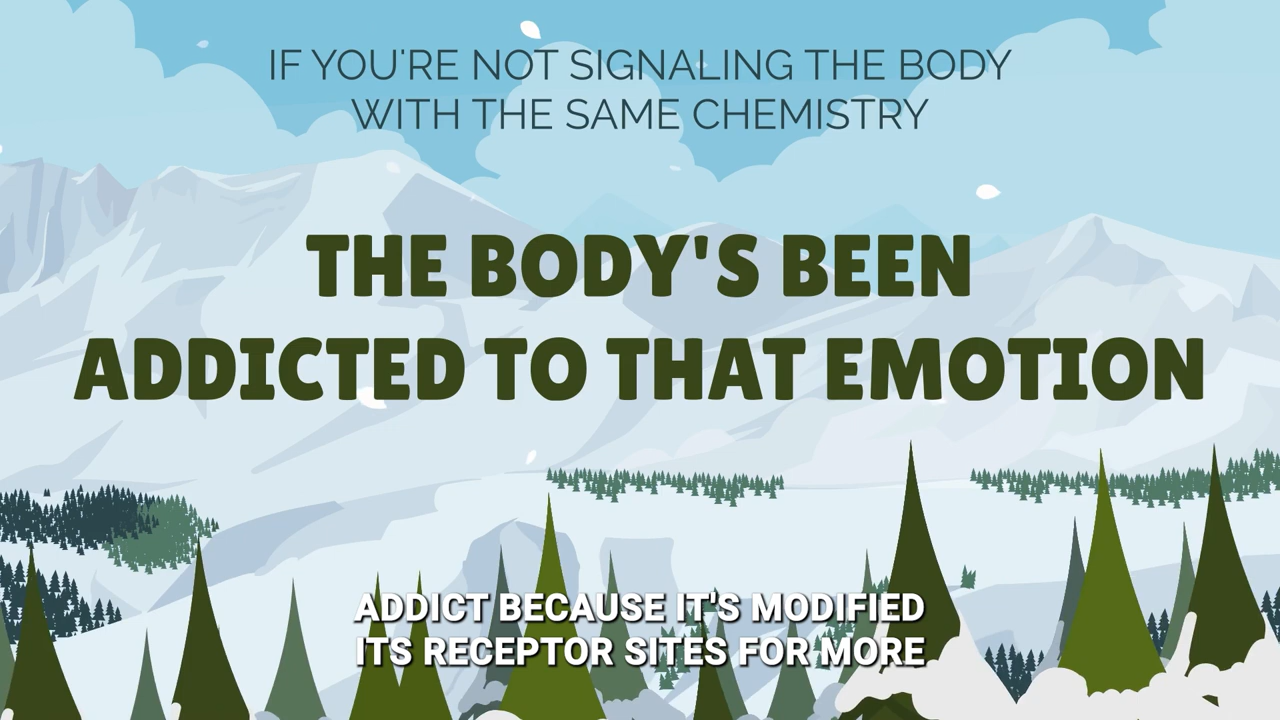 IF YOU'RE NOT SIGNALING THE BODY
WITH THE SAME CHEMISTRY
THE BODY'S BEEN
ADDICTED TO THAT EMOTION
ADDICT BECAUSE IT'S MODIFIED
ITS RECEPTOR SITES FOR MORE